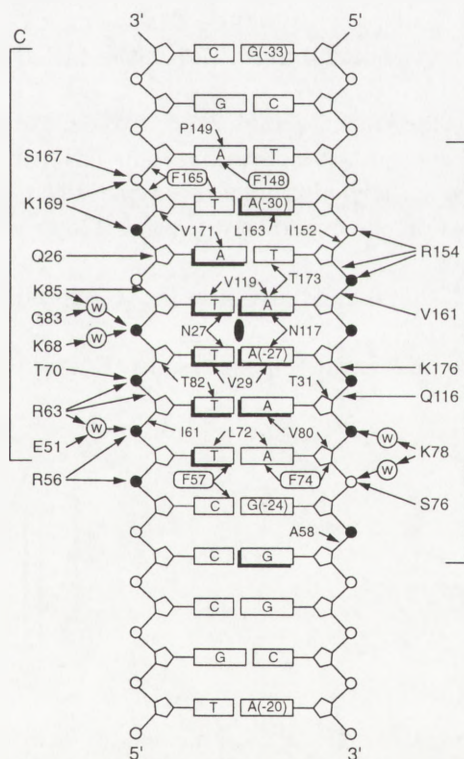 3' 5'
C
C G(-33)
G C
P149
A T
S167
F165 F148
K169
T A(-30)
V171 L163 I152
R154
Q26
A T
K85
V119 T173
W
G83
T A
V161
K68 W
N27 N117
T A(-27)
K176
T70
T82 V29 T31
Q116
R63
T A
W
E51
I61 L72 V80
W
K78
T A
R56
F57 F74
W
S76
C G(-24)
A58
C G
C G
G C
T A(-20)
5' 3'